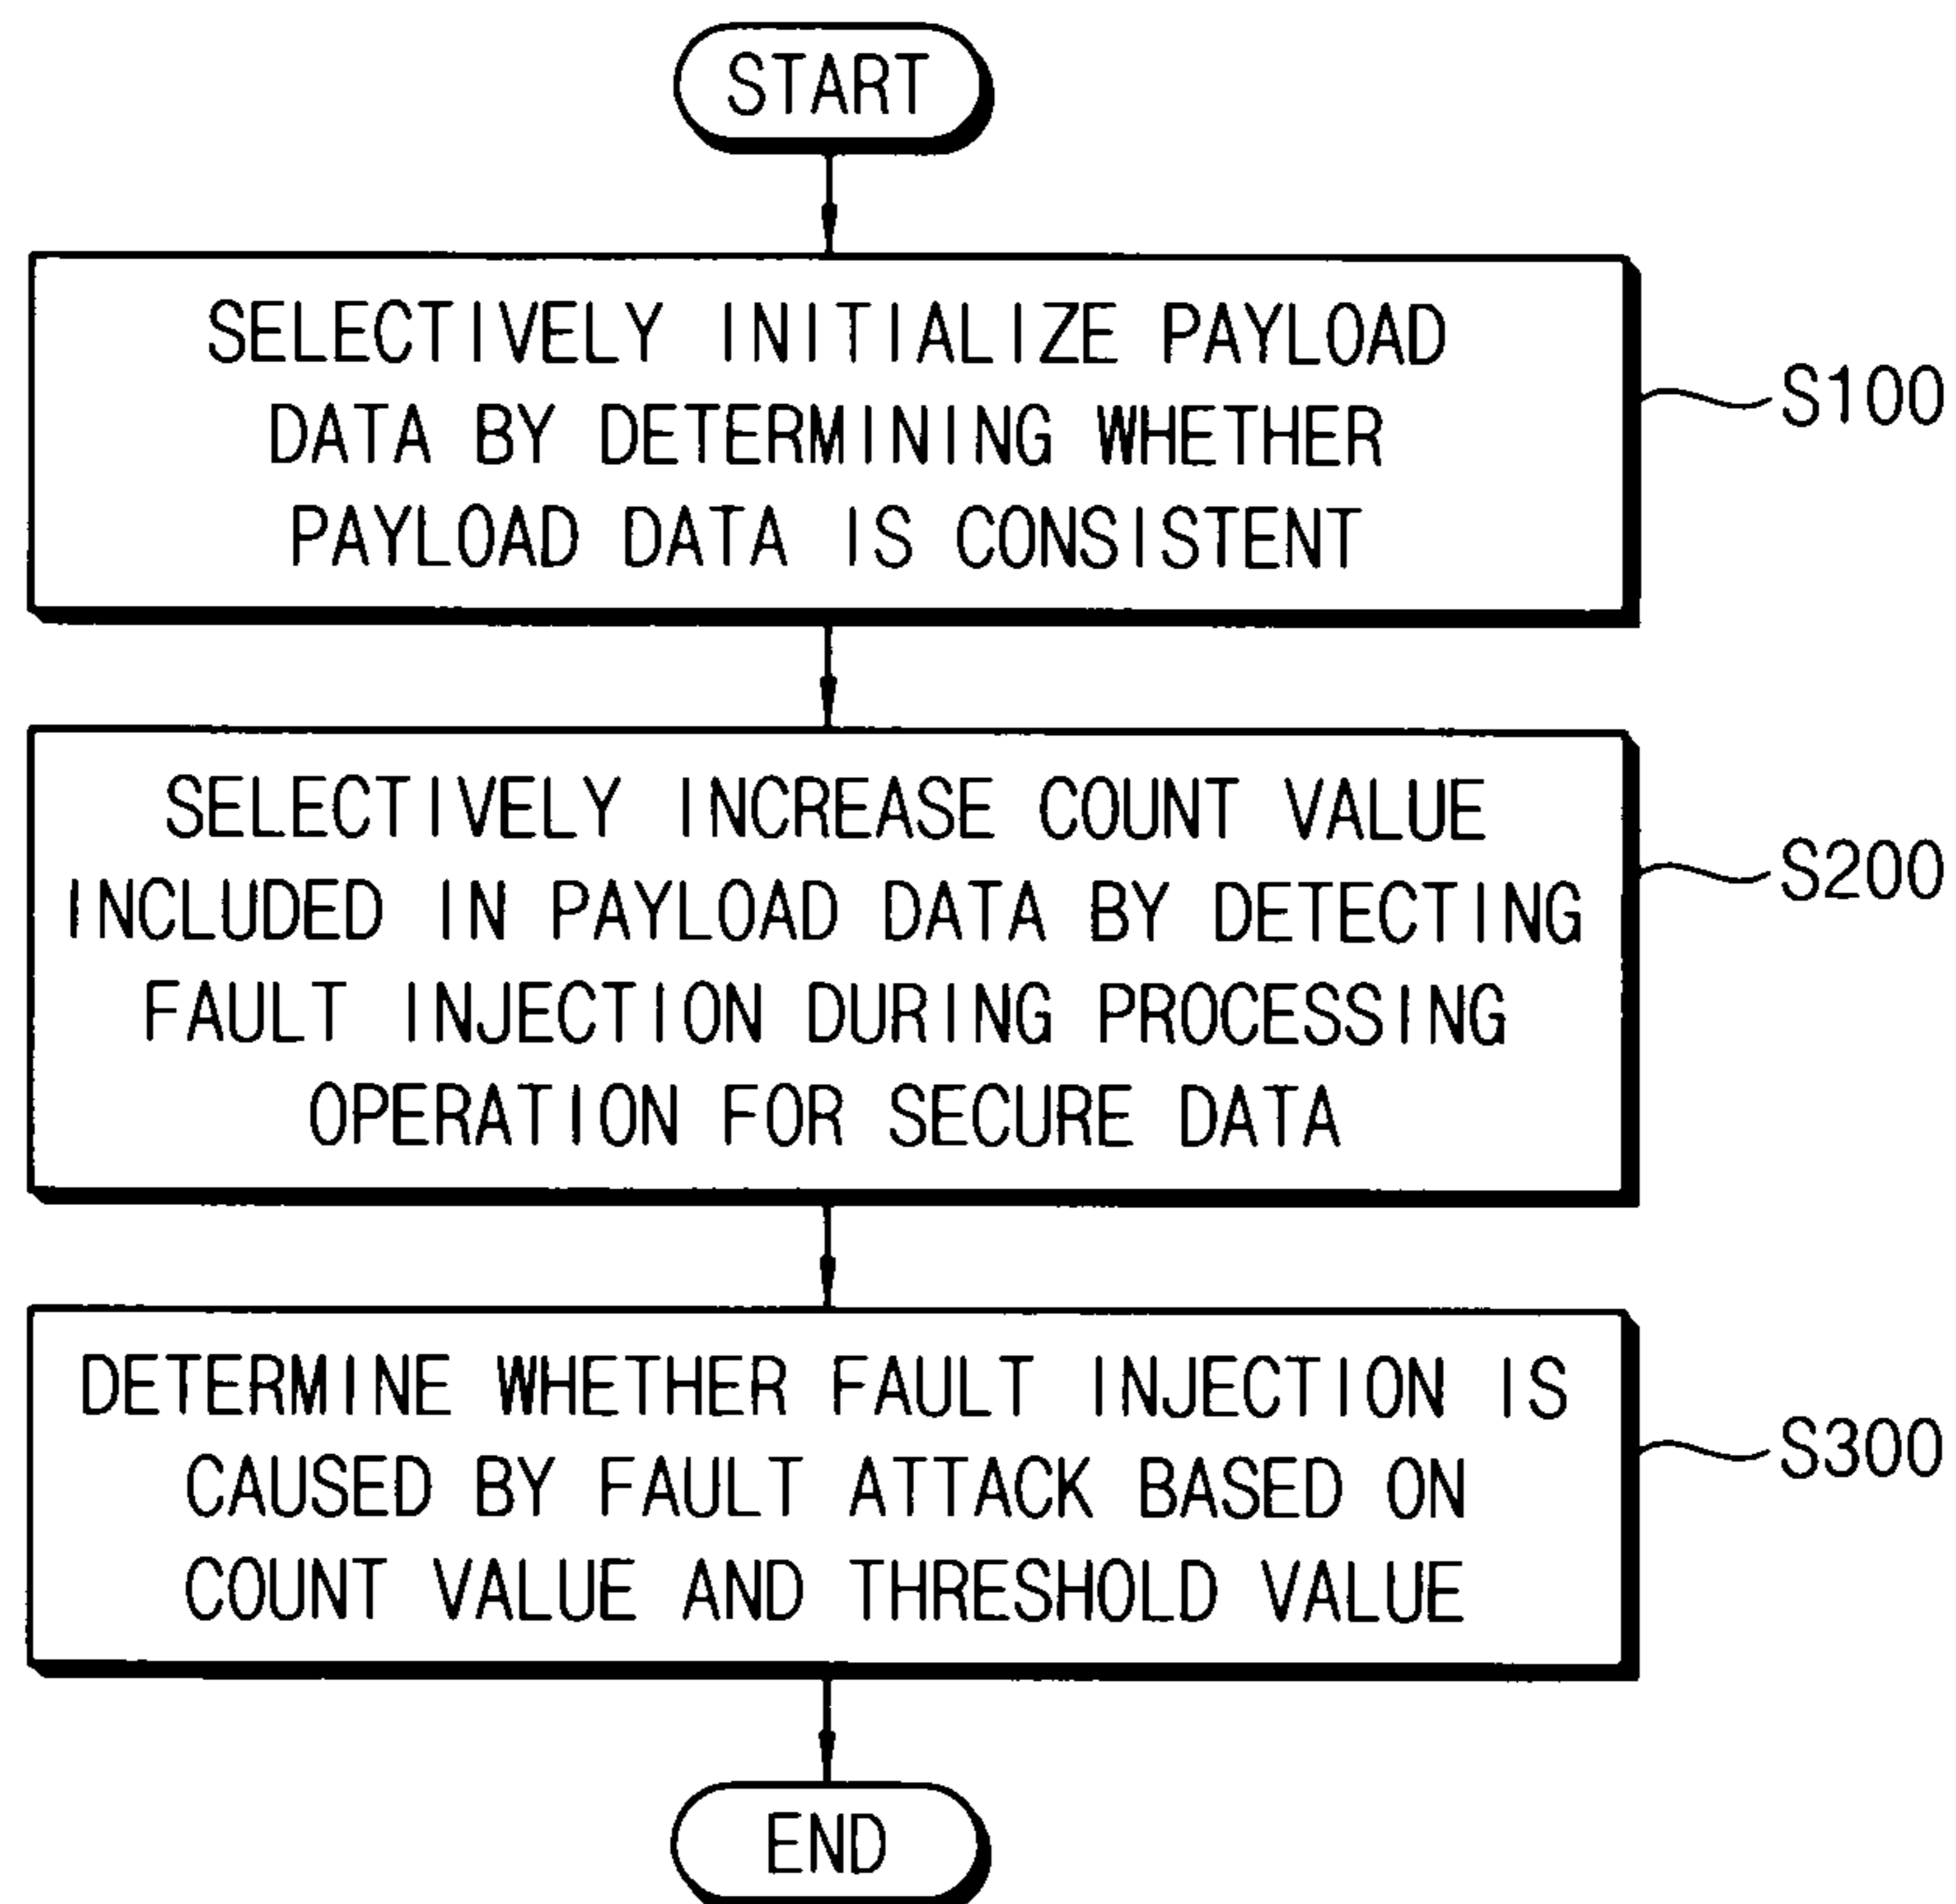 START
SELECTIVELY INITIALIZE PAYLOAD
DATA BY DETERMINING WHETHER
PAYLOAD DATA IS CONSISTENT
S100
SELECTIVELY INCREASE COUNT VALUE
INCLUDED IN PAYLOAD DATA BY DETECTING
FAULT INJECTION DURING PROCESSING
OPERATION FOR SECURE DATA
S200
DETERMINE WHETHER FAULT INJECTION IS
CAUSED BY FAULT ATTACK BASED ON
COUNT VALUE AND THRESHOLD VALUE
S300
END